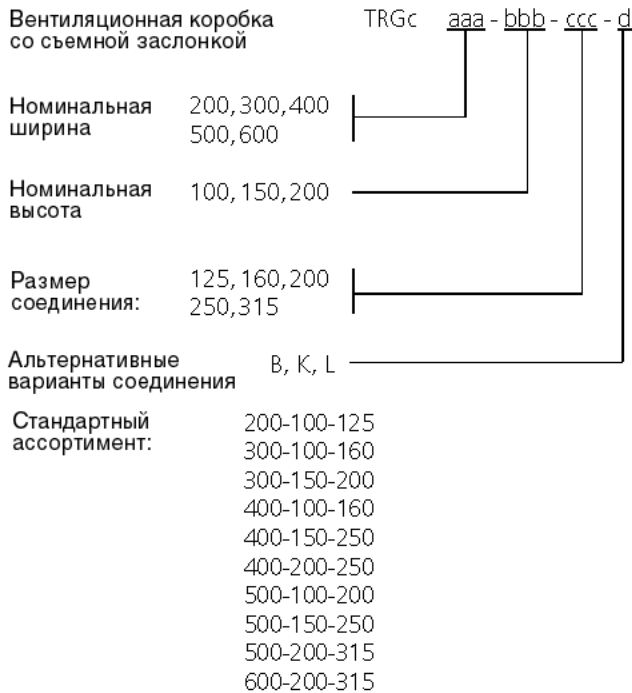 Вентиляционная коробка TRGc aaa - bbb - ccc - d
со съемной заслонкой
Номинальная 200,300,400
ширина 500,600
Номинальная 100,150,200
высота
Размер 125,160,200
соединения: 250,315
Альтернативные B, K, L
варианты соединения
Стандартный 200-100-125
ассортимент: 300-100-160
300-150-200
400-100-160
400-150-250
400-200-250
500-100-200
500-150-250
500-200-315
600-200-315